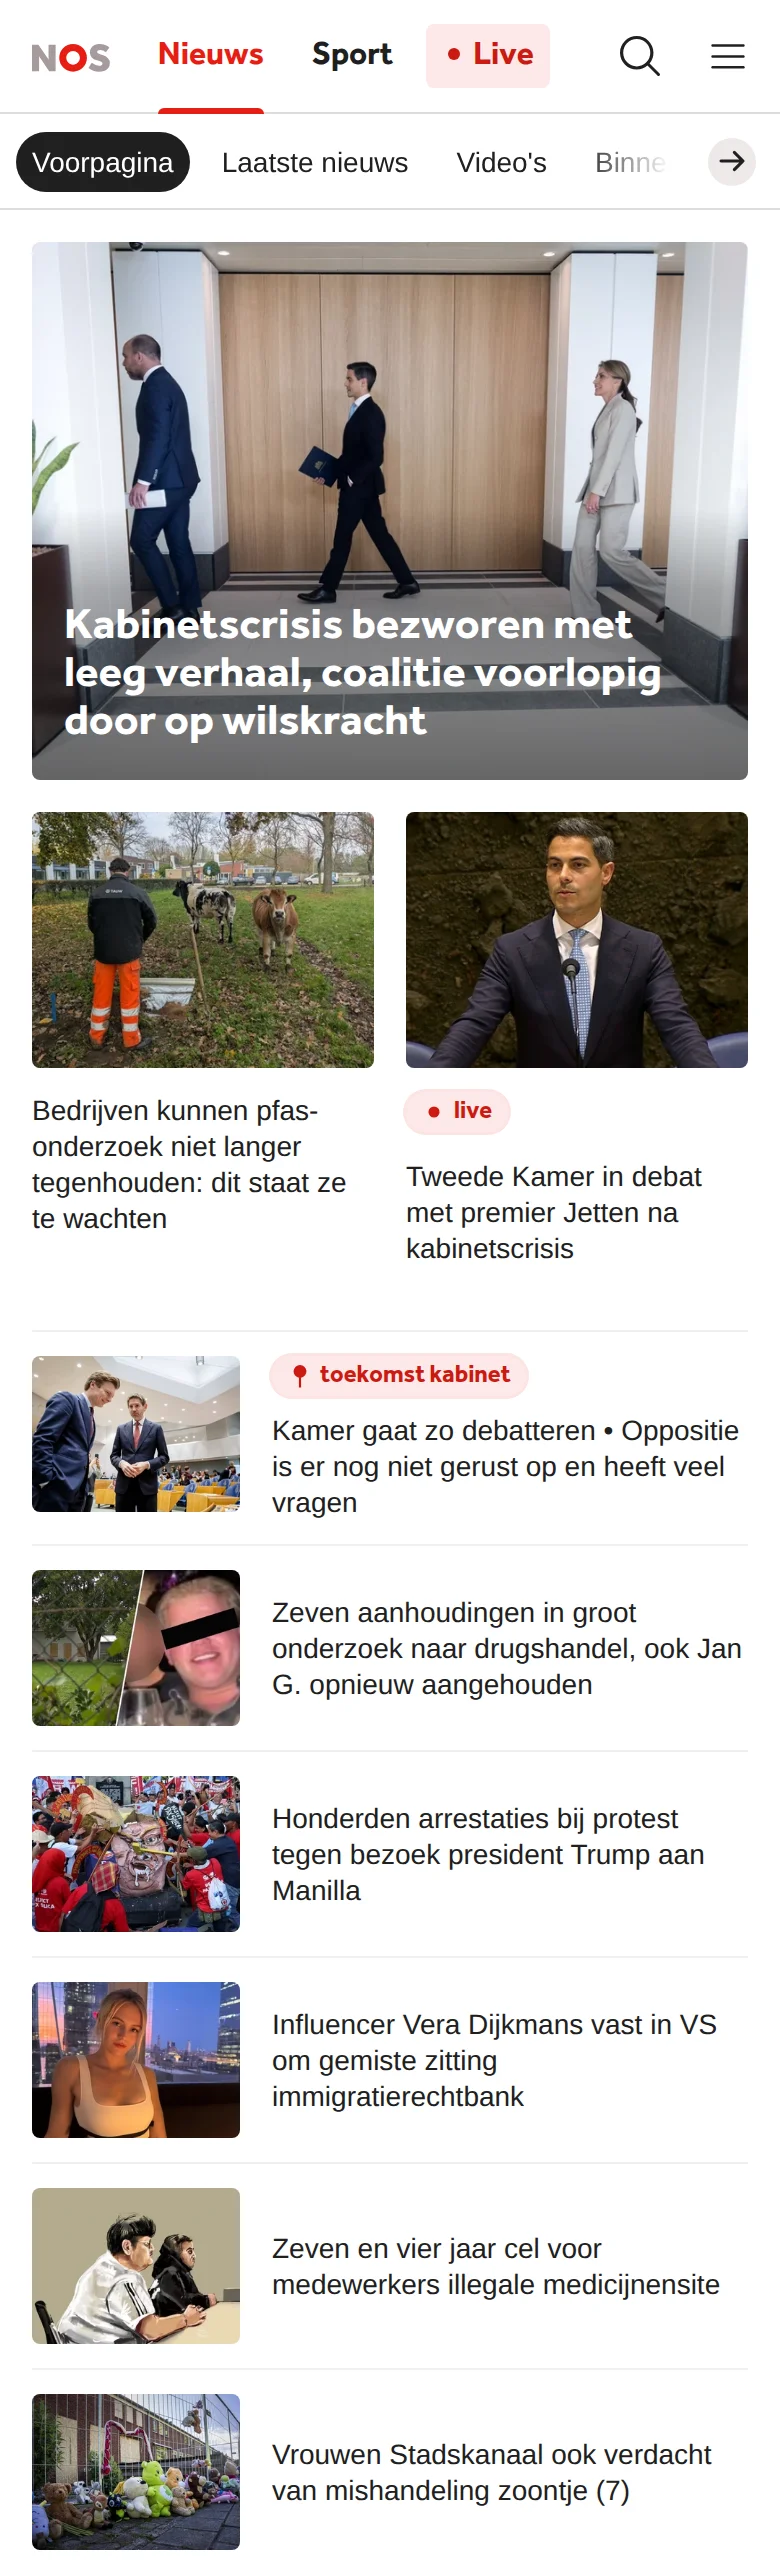 NOS
Nieuws
Sport
Live
Voorpagina
Laatste nieuws
Video's
Binne
Kabinetscrisis bezworen met
leeg verhaal, coalitie voorlopig
door op wilskracht
Bedrijven kunnen pfas-
onderzoek niet langer
tegenhouden: dit staat ze
te wachten
live
Tweede Kamer in debat
met premier Jetten na
kabinetscrisis
toekomst kabinet
Kamer gaat zo debatteren • Oppositie
is er nog niet gerust op en heeft veel
vragen
Zeven aanhoudingen in groot
onderzoek naar drugshandel, ook Jan
G. opnieuw aangehouden
Honderden arrestaties bij protest
tegen bezoek president Trump aan
Manilla
Influencer Vera Dijkmans vast in VS
om gemiste zitting
immigratierechtbank
Zeven en vier jaar cel voor
medewerkers illegale medicijnensite
Vrouwen Stadskanaal ook verdacht
van mishandeling zoontje (7)